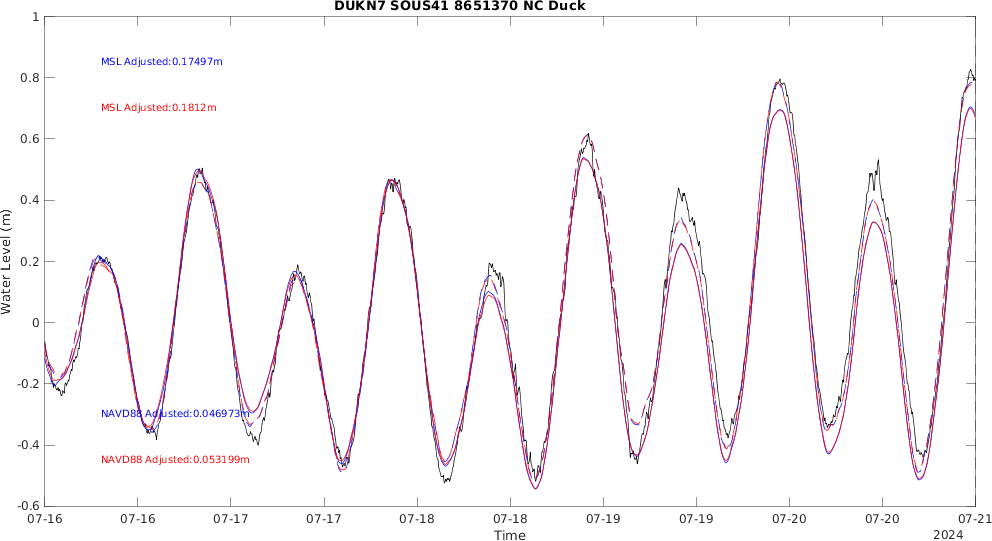 DUKN7 SOUS41 8651370 NC Duck
1
0.8
0.6
0.4
0.2
0
-0.2
-0.4
-0.6
Water Level (m)
MSL Adjusted:0.17497m
MSL Adjusted:0.1812m
NAVD88 Adjusted:0.046973m
NAVD88 Adjusted:0.053199m
07-16 07-16 07-17 07-17 07-18 07-18 07-19 07-19 07-20 07-20 07-21
Time
2024